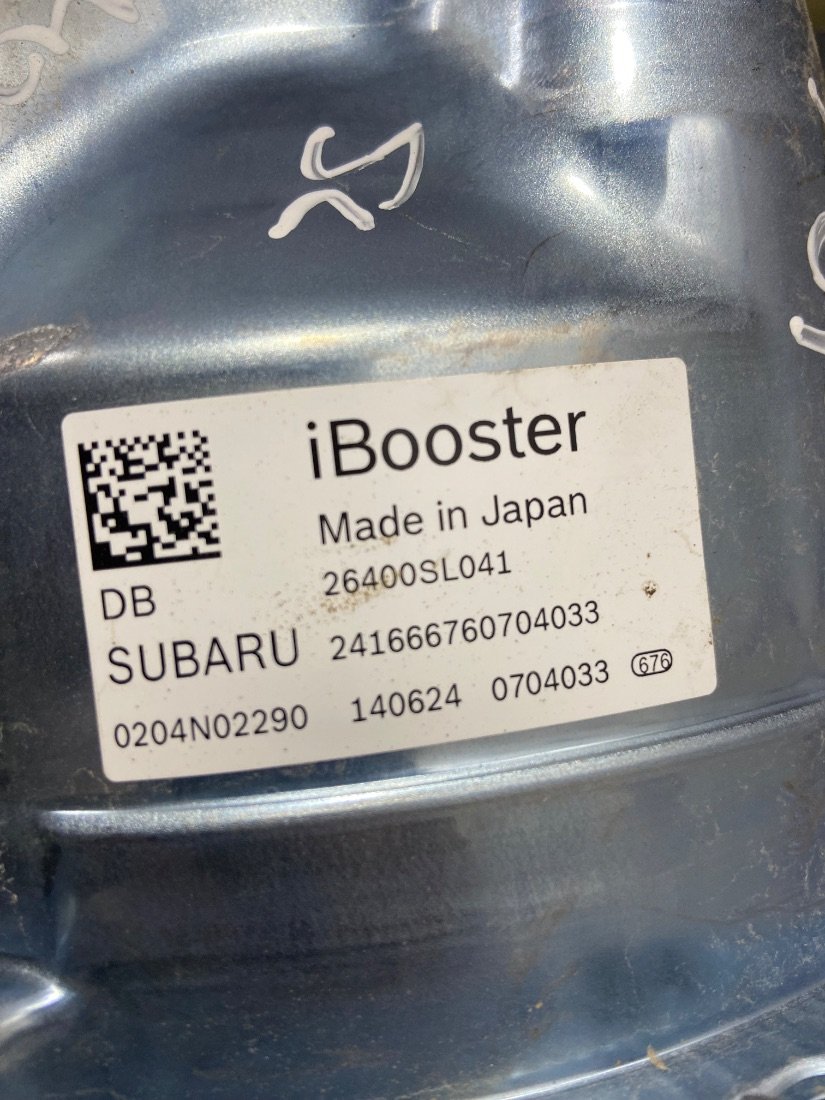 iBooster
Made in Japan
DB 26400SL041
SUBARU 241666760704033
0204N02290 140624 0704033 676